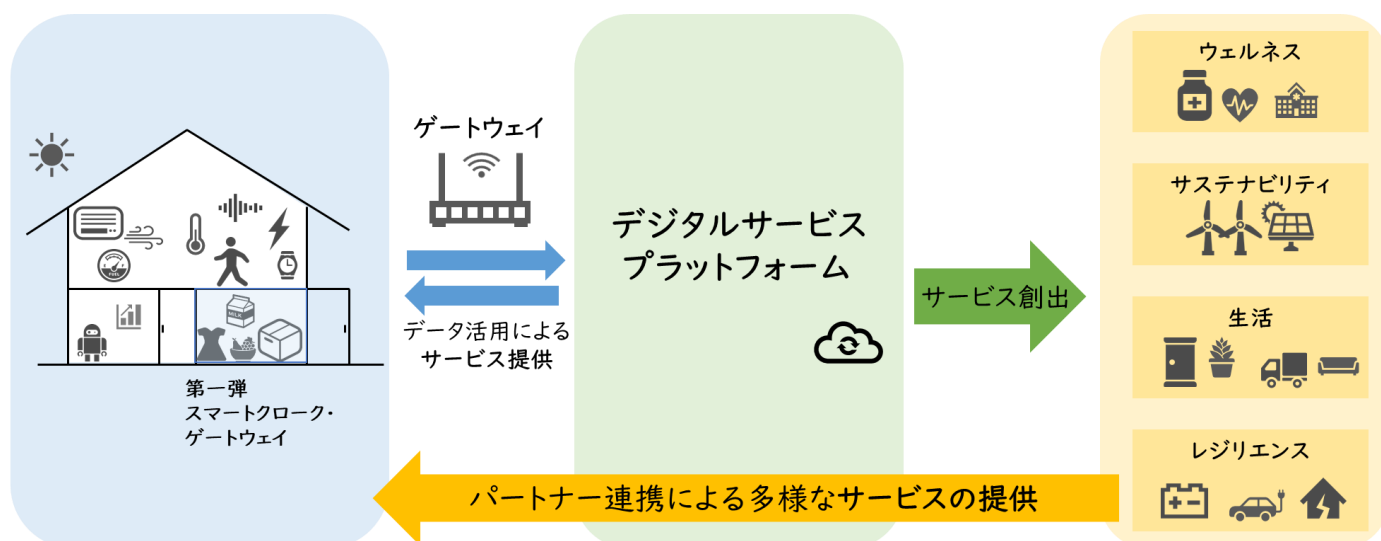 ゲートウェイ
データ活用による
サービス提供
第一弾
スマートクローク・
ゲートウェイ
FUEL
MILK
デジタルサービス
プラットフォーム
サービス創出
ウェルネス
サステナビリティ
生活
レジリエンス
パートナー連携による多様なサービスの提供